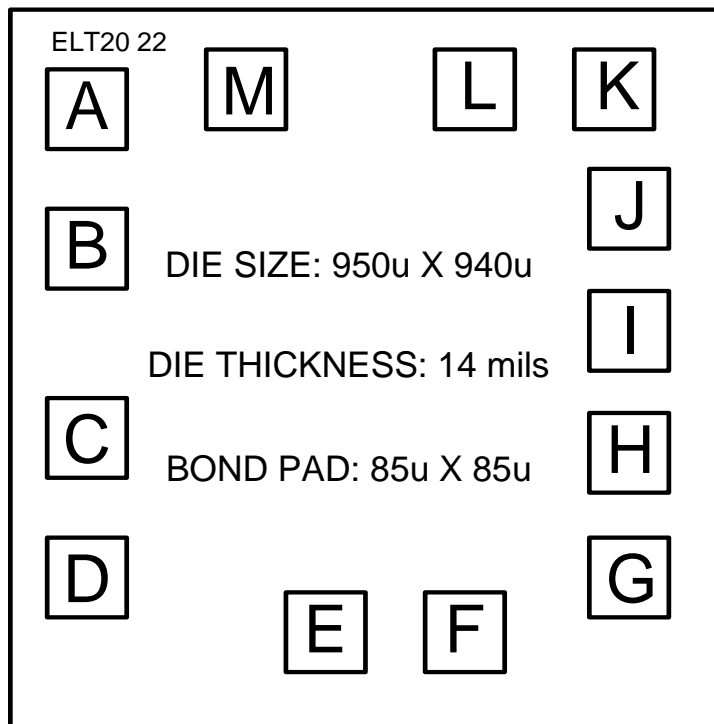 ELT20 22
A M L K
J
B
DIE SIZE: 950u X 940u
I
DIE THICKNESS: 14 mils
C H
BOND PAD: 85u X 85u
D G
E F